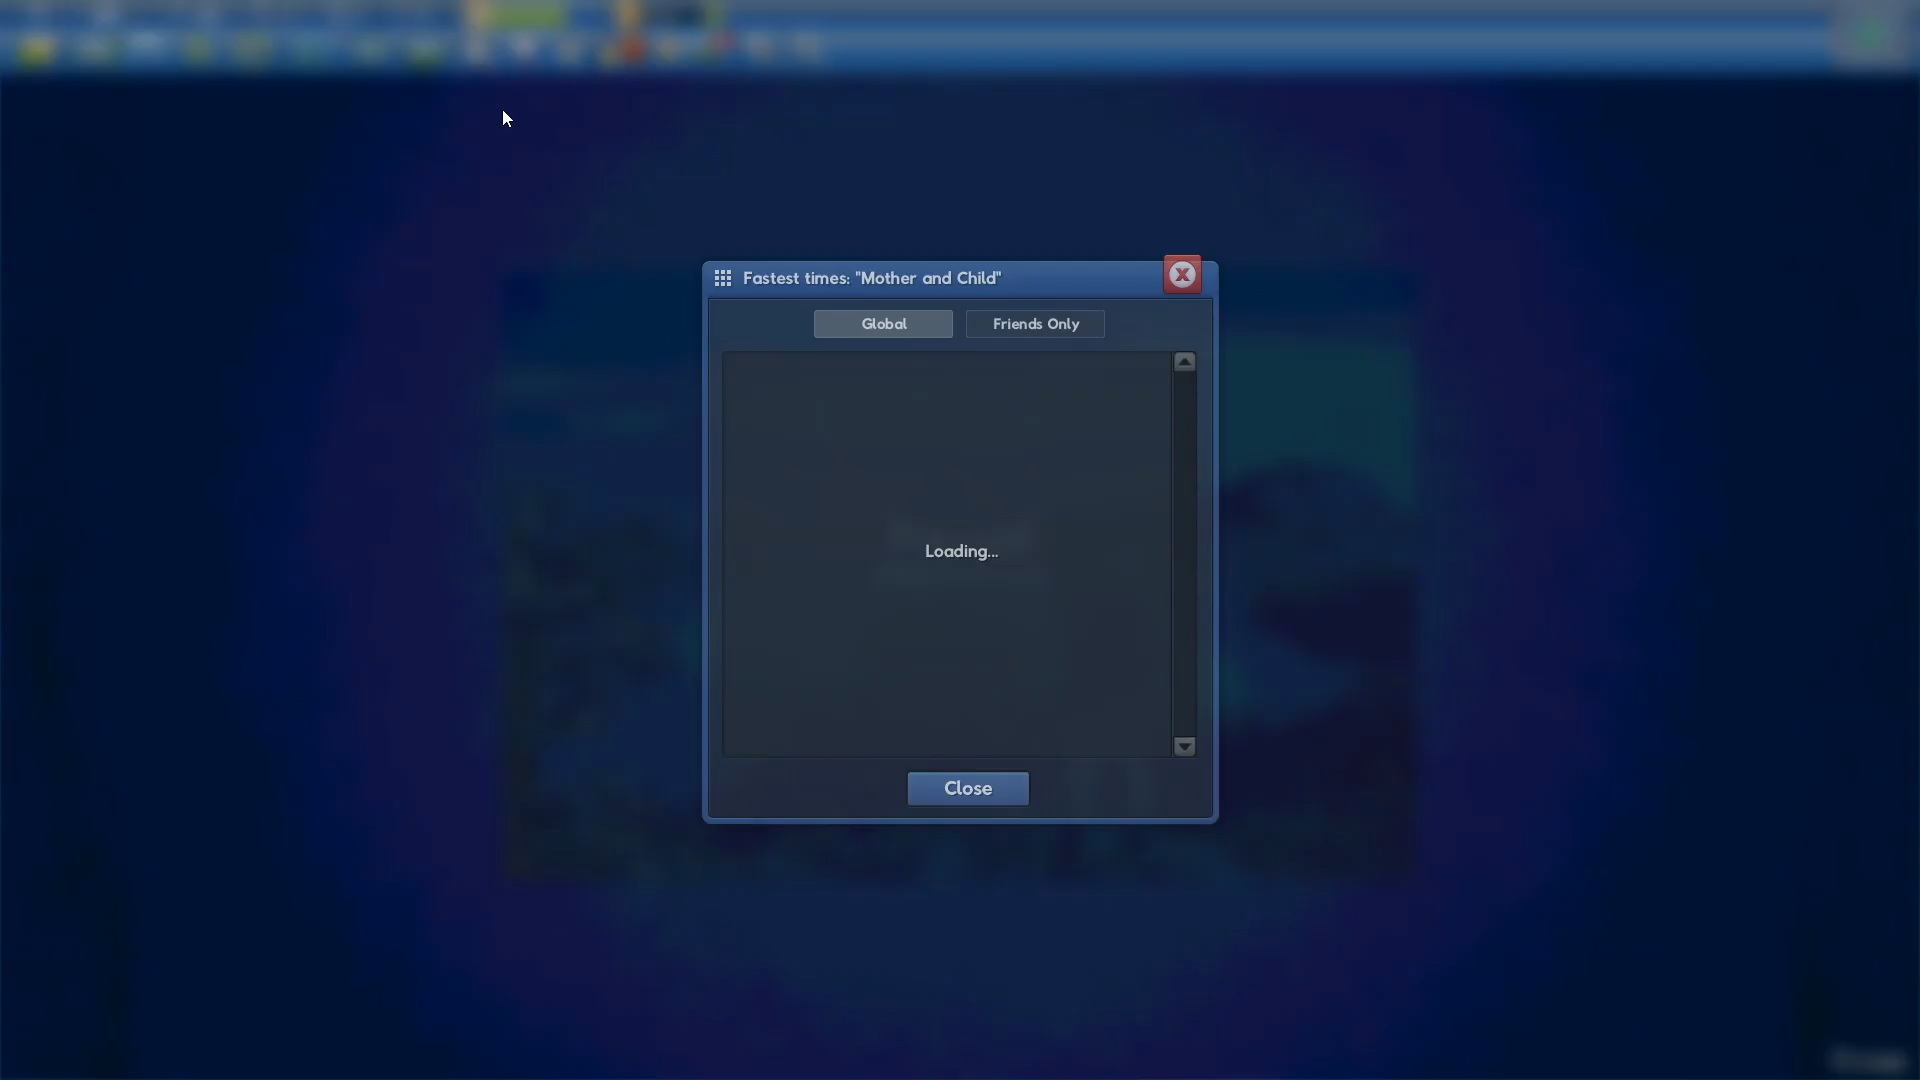 Fastest times: "Mother and Child"
Global
Friends Only
Loading...
Close